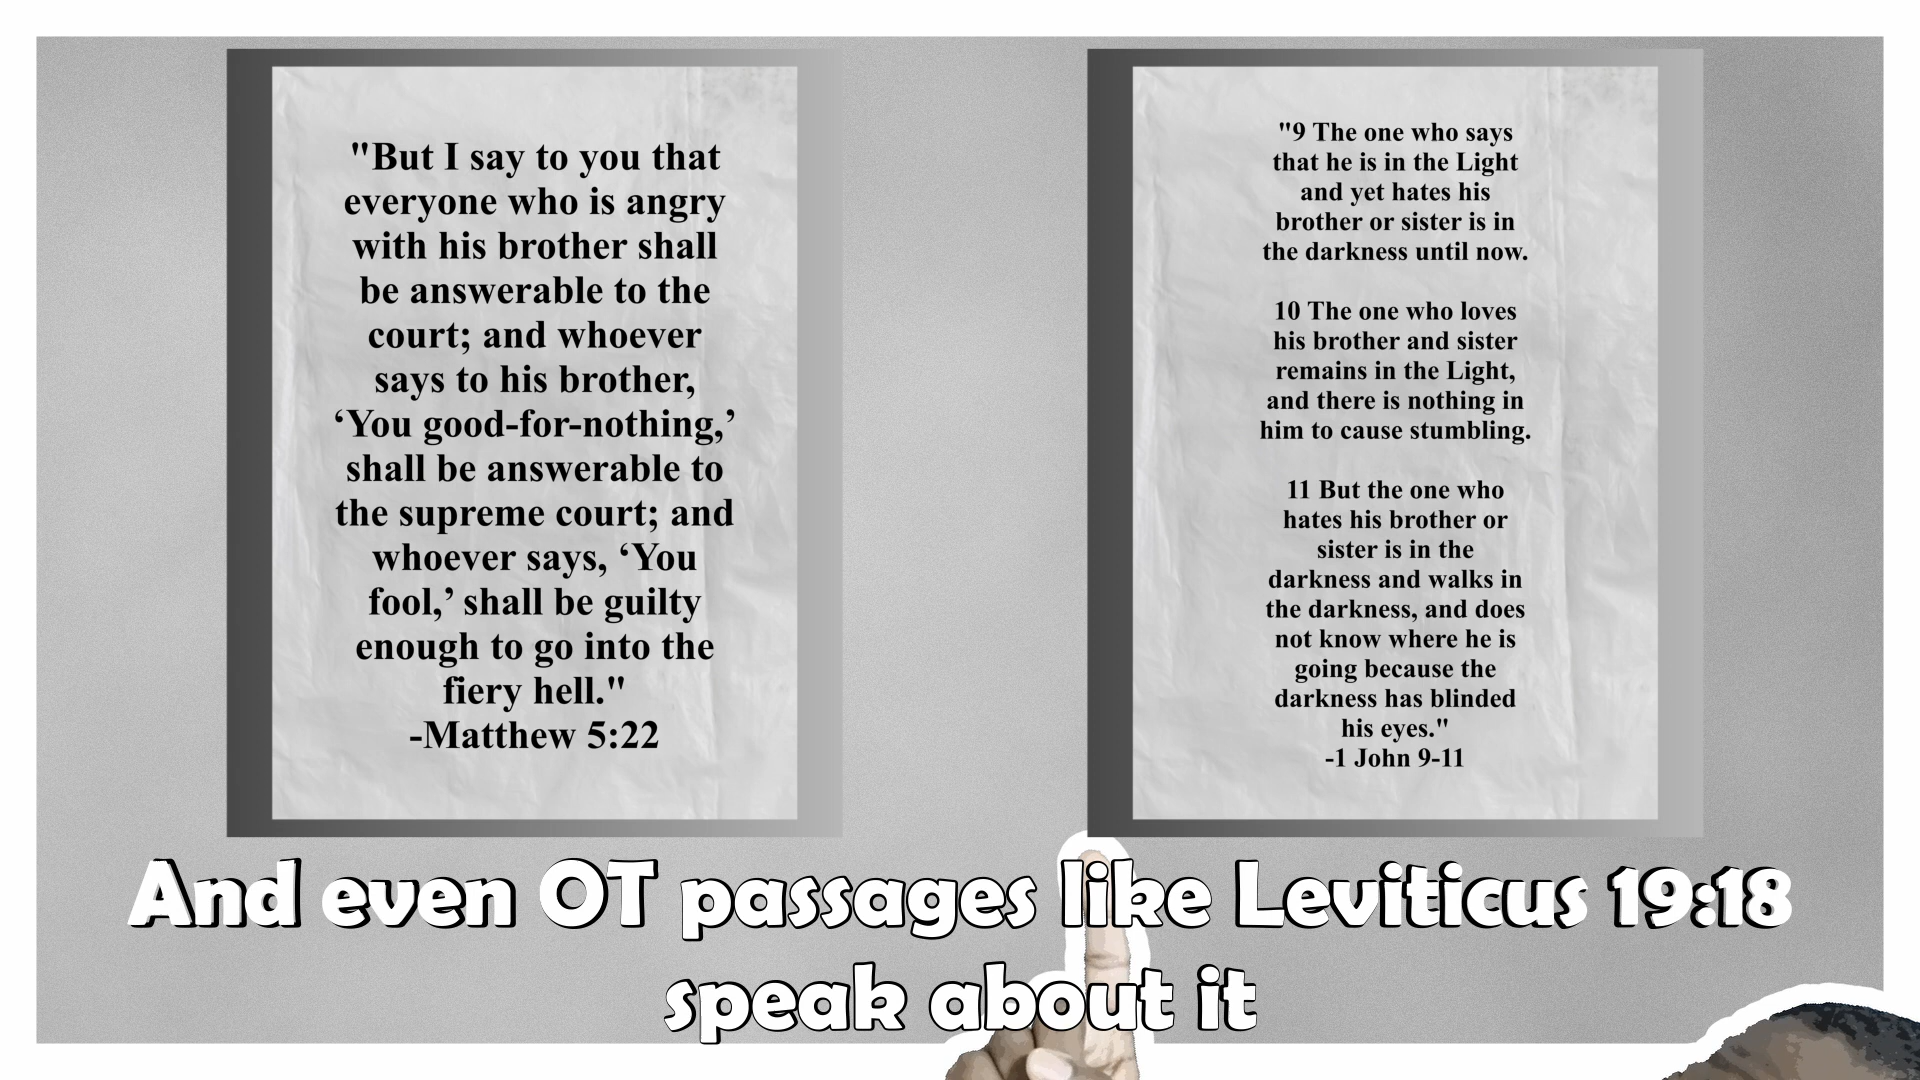 "But I say to you that
everyone who is angry
with his brother shall
be answerable to the
court; and whoever
says to his brother,
‘You good-for-nothing,’
shall be answerable to
the supreme court; and
whoever says, ‘You
fool,’ shall be guilty
enough to go into the
fiery hell."
-Matthew 5:22
"9 The one who says
that he is in the Light
and yet hates his
brother or sister is in
the darkness until now.
10 The one who loves
his brother and sister
remains in the Light,
and there is nothing in
him to cause stumbling.
11 But the one who
hates his brother or
sister is in the
darkness and walks in
the darkness, and does
not know where he is
going because the
darkness has blinded
his eyes."
-1 John 9-11
And even OT passages like Leviticus 19:18
speak about it